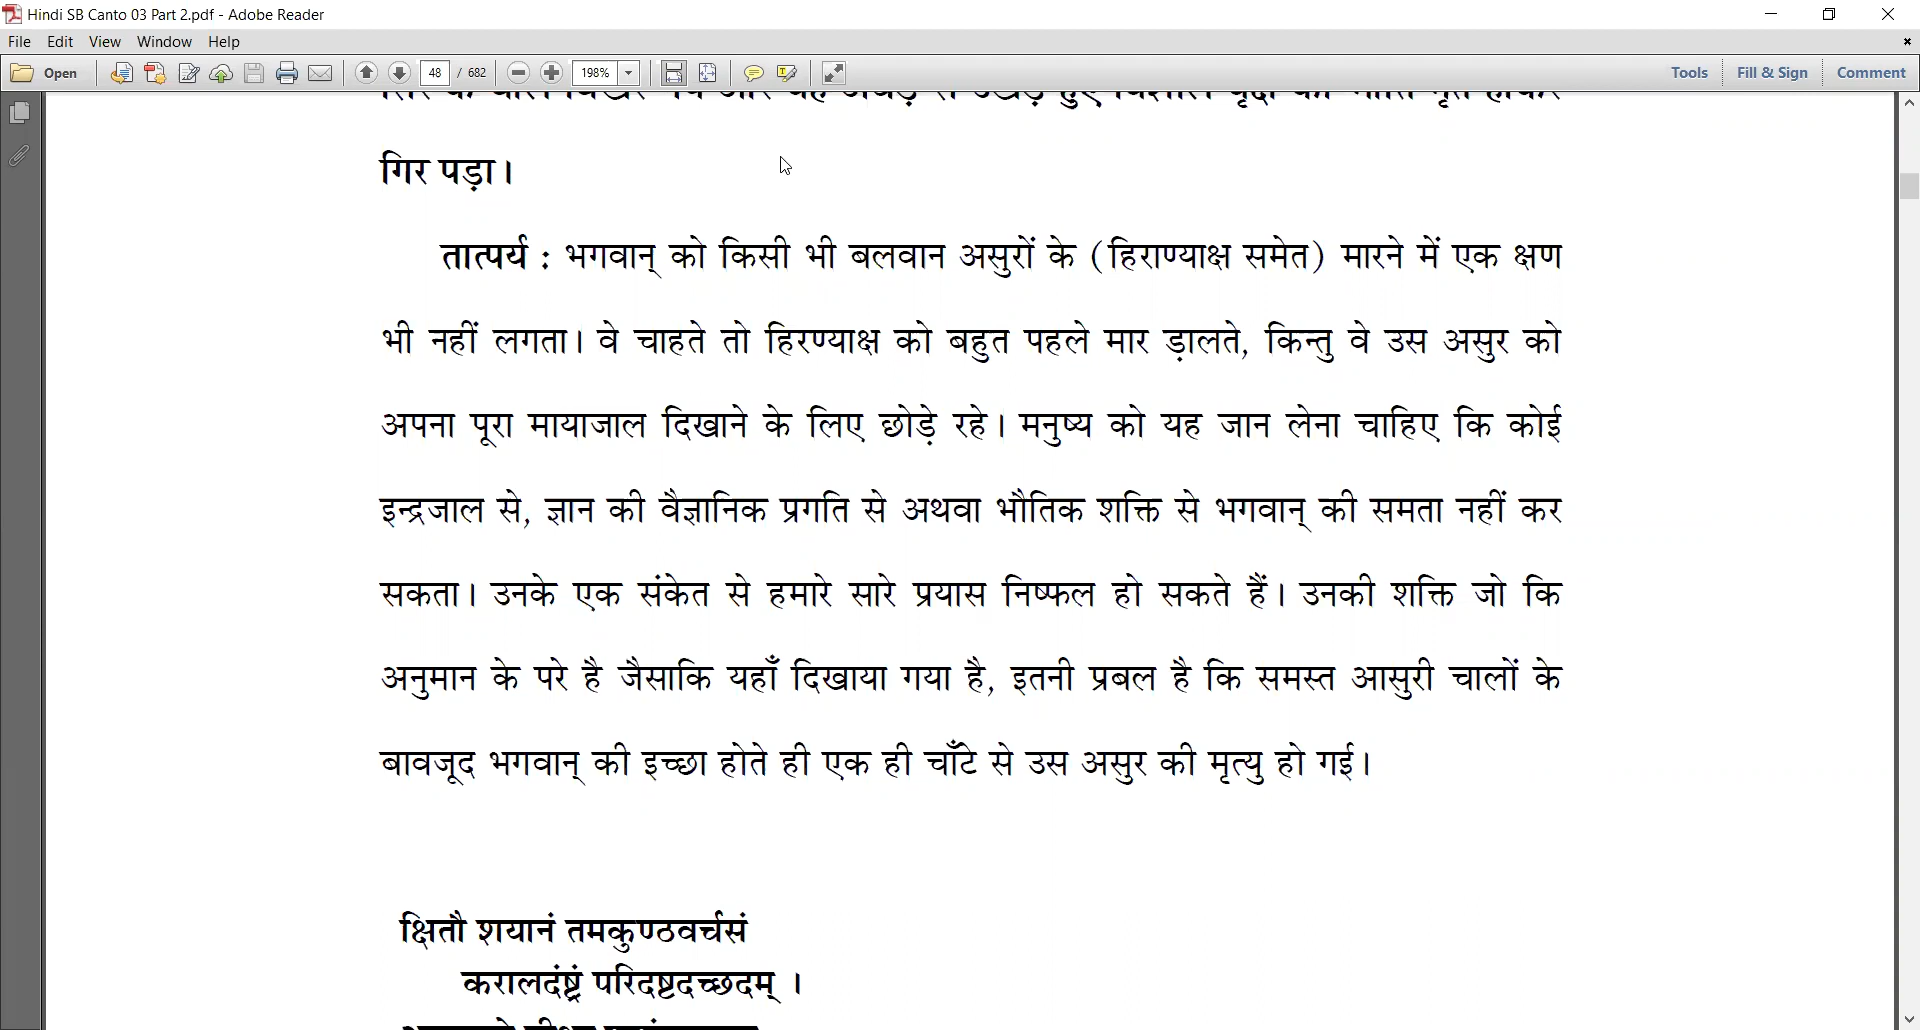 Hindi SB Canto 03 Part 2.pdf - Adobe Reader
File Edit View Window Help
Open 48 / 682 198% Tools Fill & Sign Comment
गिर पड़ा।
तात्पर्य : भगवान् को किसी भी बलवान असुरों के (हिराण्याक्ष समेत) मारने में एक क्षण
भी नहीं लगता। वे चाहते तो हिरण्याक्ष को बहुत पहले मार ड़ालते, किन्तु वे उस असुर को
अपना पूरा मायाजाल दिखाने के लिए छोड़े रहे। मनुष्य को यह जान लेना चाहिए कि कोई
इन्द्रजाल से, ज्ञान की वैज्ञानिक प्रगति से अथवा भौतिक शक्ति से भगवान् की समता नहीं कर
सकता। उनके एक संकेत से हमारे सारे प्रयास निष्फल हो सकते हैं। उनकी शक्ति जो कि
अनुमान के परे है जैसाकि यहाँ दिखाया गया है, इतनी प्रबल है कि समस्त आसुरी चालों के
बावजूद भगवान् की इच्छा होते ही एक ही चाँटे से उस असुर की मृत्यु हो गई।
क्षितौ शयानं तमकुण्ठवर्चसं
करालदंष्ट्रं परिदष्टदच्छदम् ।